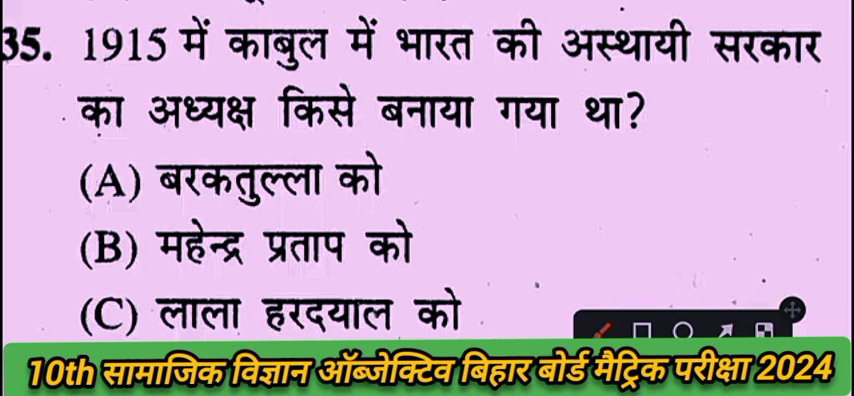 35. 1915 में काबुल में भारत की अस्थायी सरकार
का अध्यक्ष किसे बनाया गया था?
(A) बरकतुल्ला को
(B) महेन्द्र प्रताप को
(C) लाला हरदयाल को
10th सामाजिक विज्ञान ऑब्जेक्टिव बिहार बोर्ड मैट्रिक परीक्षा 2024